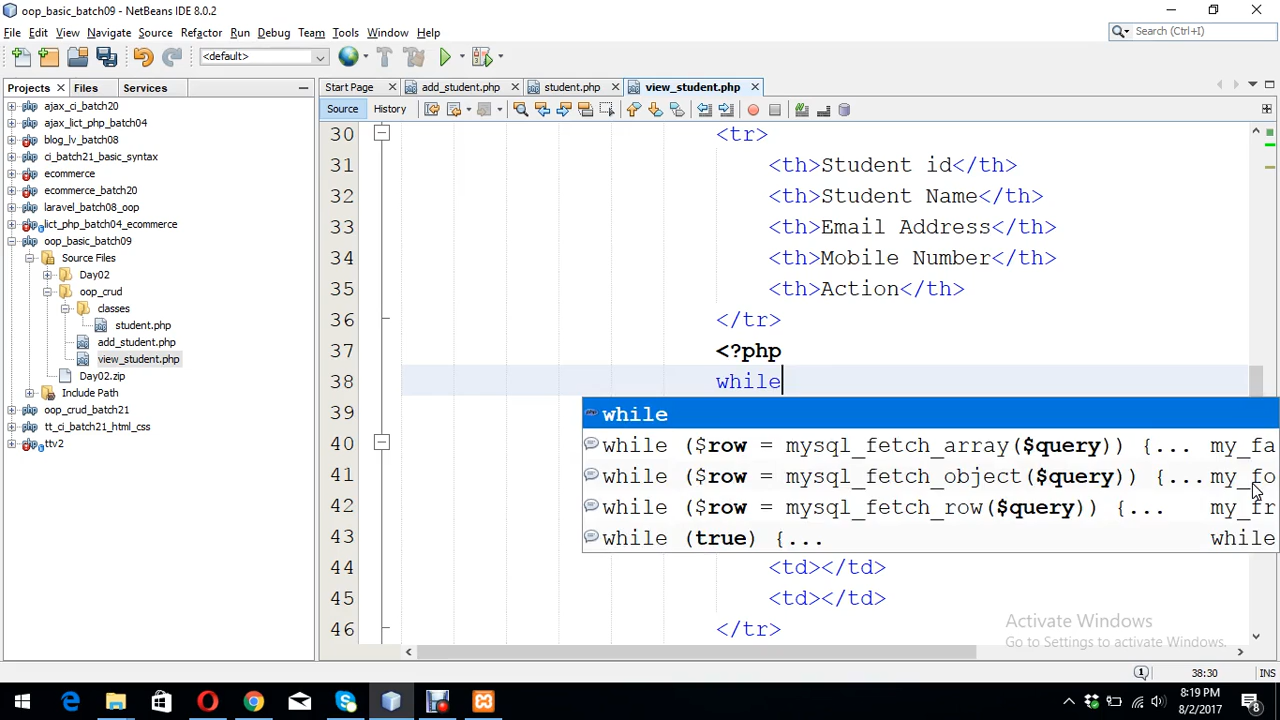 oop_basic_batch09 - NetBeans IDE 8.0.2
File Edit View Navigate Source Refactor Run Debug Team Tools Window Help
Search (Ctrl+I)
<default>
Projects Files Services
Start Page add_student.php student.php view_student.php
Source History
ajax_ci_batch20
ajax_lict_php_batch04
blog_lv_batch08
ci_batch21_basic_syntax
ecommerce
ecommerce_batch20
laravel_batch08_oop
lict_php_batch04_ecommerce
oop_basic_batch09
Source Files
Day02
oop_crud
classes
student.php
add_student.php
view_student.php
Day02.zip
Include Path
oop_crud_batch21
tt_ci_batch21_html_css
ttv2
30 <tr>
31 <th>Student id</th>
32 <th>Student Name</th>
33 <th>Email Address</th>
34 <th>Mobile Number</th>
35 <th>Action</th>
36 </tr>
37 <?php
38 while
39
40
41
42
43
while
while ($row = mysql_fetch_array($query)) {... my_fa
while ($row = mysql_fetch_object($query)) {... my_fo
while ($row = mysql_fetch_row($query)) {... my_fr
while (true) {... while
44 <td></td>
45 <td></td>
46 </tr>
Activate Windows
Go to Settings to activate Windows.
1 38:30 INS
8:19 PM
8/2/2017
8